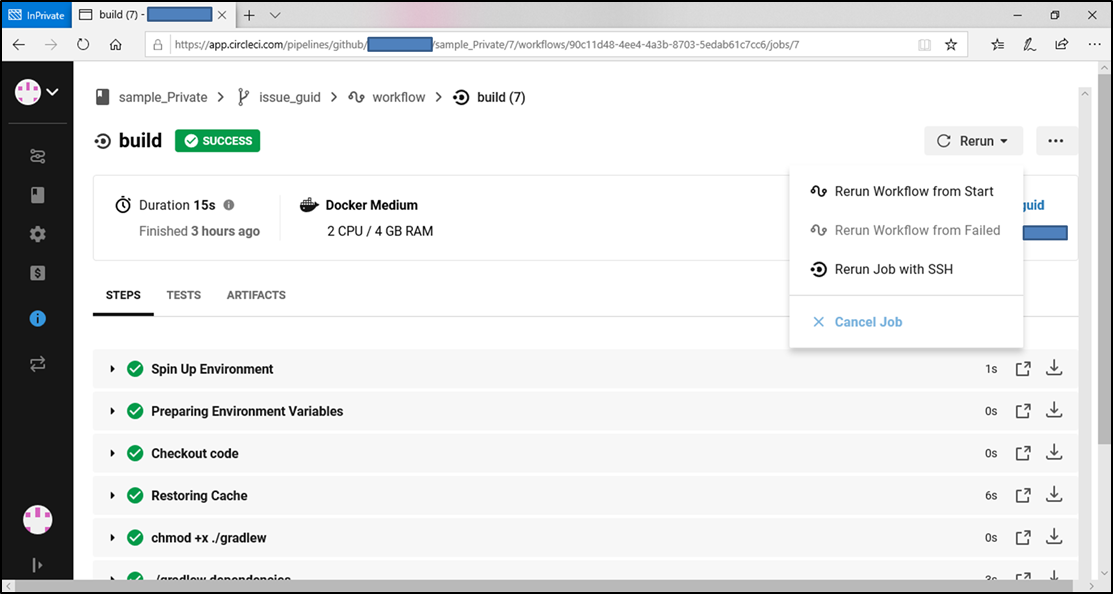 InPrivate
build (7) -
https://app.circleci.com/pipelines/github/ /sample_Private/7/workflows/90c11d48-4ee4-4a3b-8703-5edab61c7cc6/jobs/7
sample_Private > issue_guid > workflow > build (7)
build SUCCESS
Rerun
Duration 15s
Finished 3 hours ago
Docker Medium
2 CPU / 4 GB RAM
guid
Rerun Workflow from Start
Rerun Workflow from Failed
Rerun Job with SSH
Cancel Job
STEPS TESTS ARTIFACTS
Spin Up Environment 1s
Preparing Environment Variables 0s
Checkout code 0s
Restoring Cache 6s
chmod +x ./gradlew 0s
./gradlew dependencies 3s